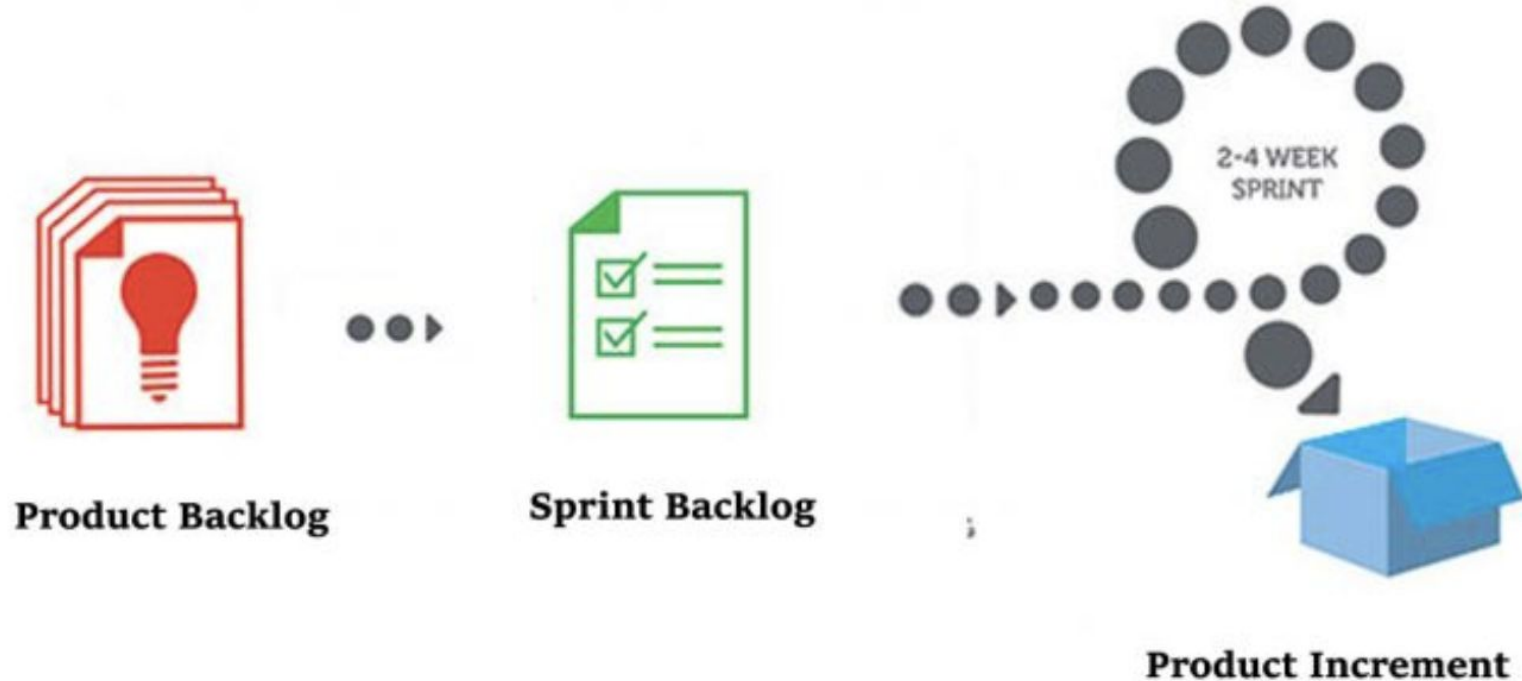 2-4 WEEK
SPRINT
Product Backlog
Sprint Backlog
;
Product Increment